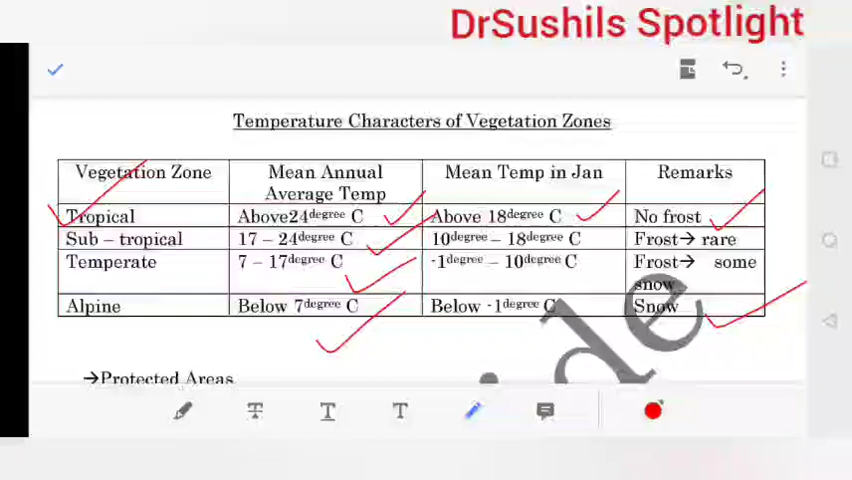 DrSushils Spotlight
Temperature Characters of Vegetation Zones
Vegetation Zone Mean Annual Average Temp Mean Temp in Jan Remarks
Tropical Above24degree C Above 18degree C No frost
Sub – tropical 17 – 24degree C 10degree – 18degree C Frost→ rare
Temperate 7 – 17degree C -1degree – 10degree C Frost→ some snow
Alpine Below 7degree C Below -1degree C Snow
→Protected Areas
T T T